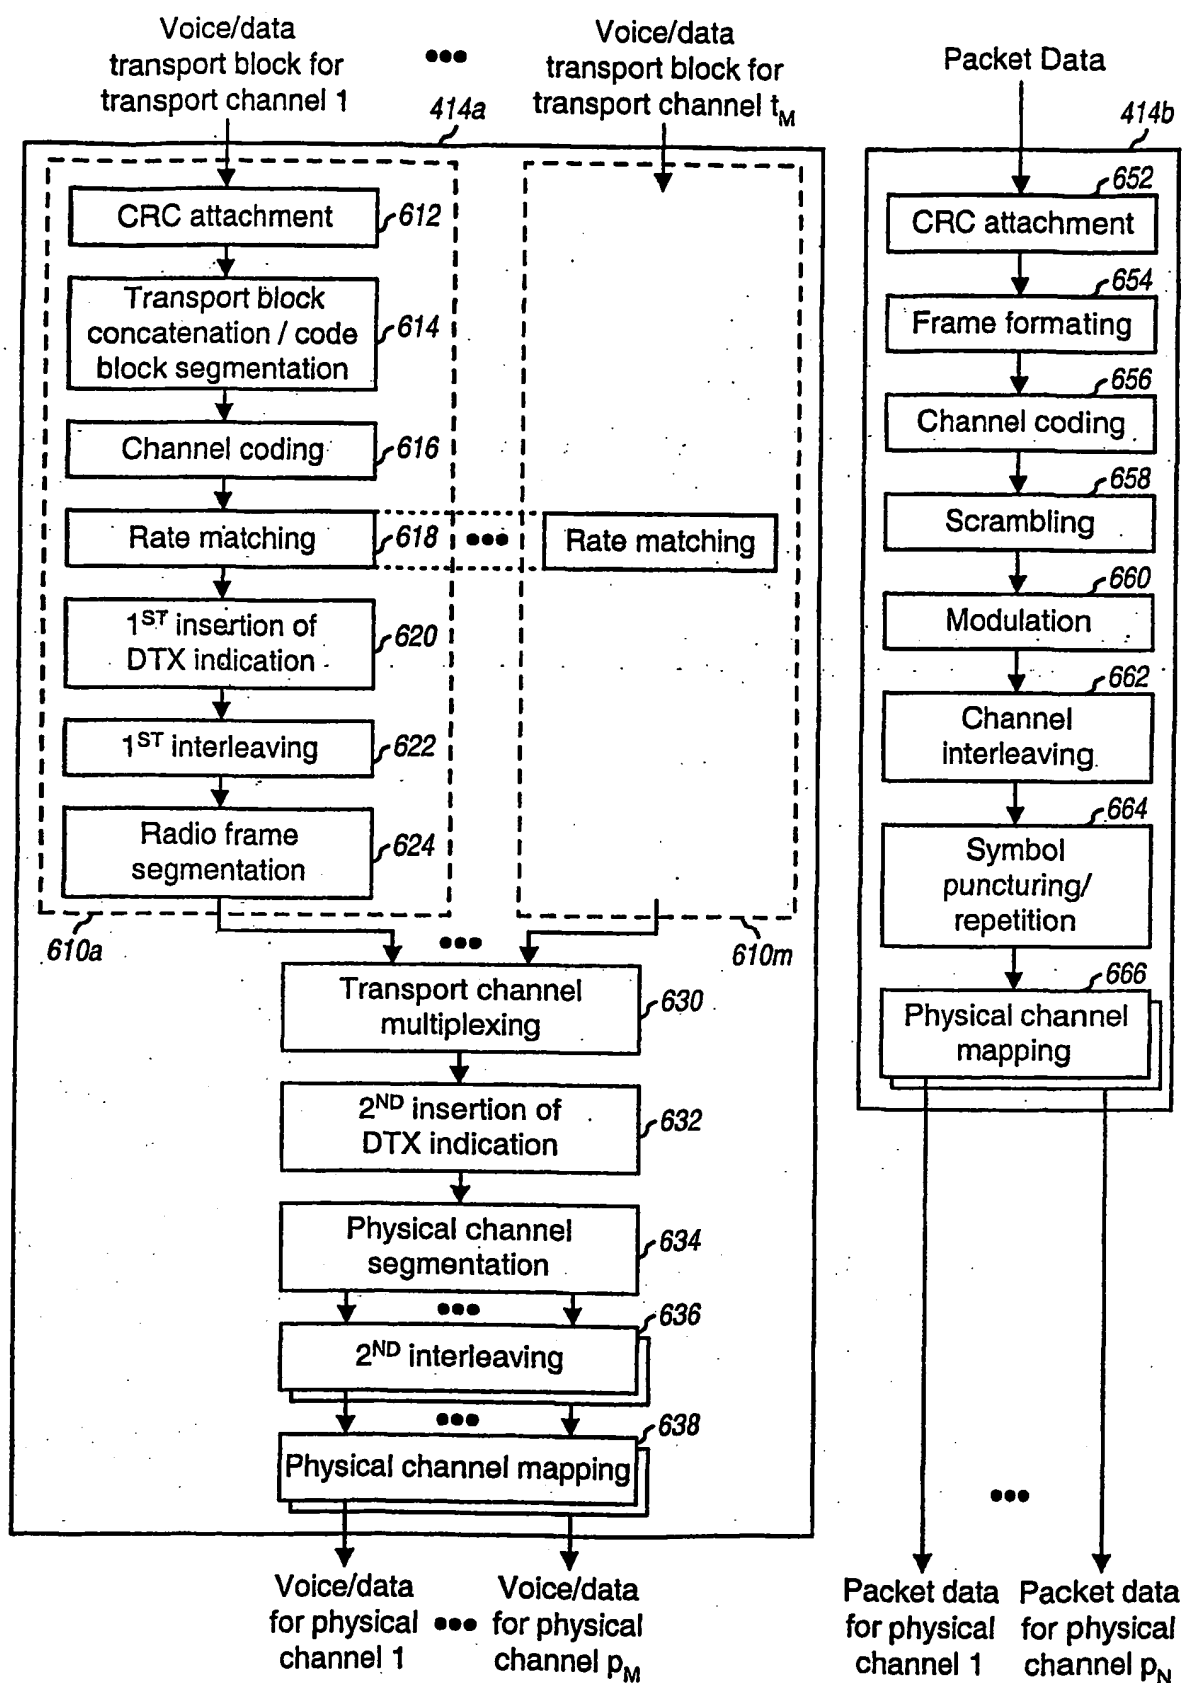 Voice/data
transport block for
transport channel 1
•••
Voice/data
transport block for
transport channel tM
Packet Data
414a
414b
CRC attachment
612
Transport block
concatenation / code
block segmentation
614
Channel coding
616
Rate matching
618
•••
Rate matching
1ST insertion of
DTX indication
620
1ST interleaving
622
Radio frame
segmentation
624
610a
•••
610m
Transport channel
multiplexing
630
2ND insertion of
DTX indication
632
Physical channel
segmentation
634
•••
636
2ND interleaving
•••
638
Physical channel mapping
Voice/data
for physical
channel 1
•••
Voice/data
for physical
channel pM
652
CRC attachment
654
Frame formating
656
Channel coding
658
Scrambling
660
Modulation
662
Channel
interleaving
664
Symbol
puncturing/
repetition
666
Physical channel
mapping
•••
Packet data
for physical
channel 1
Packet data
for physical
channel pN